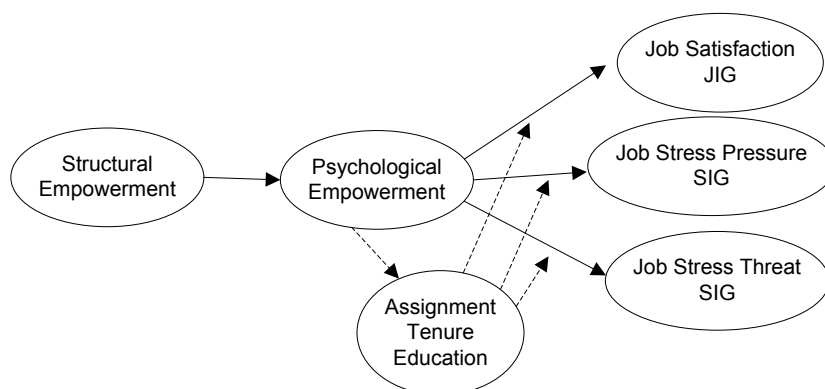 Job Satisfaction
JIG
Structural
Empowerment
Psychological
Empowerment
Job Stress Pressure
SIG
Job Stress Threat
SIG
Assignment
Tenure
Education